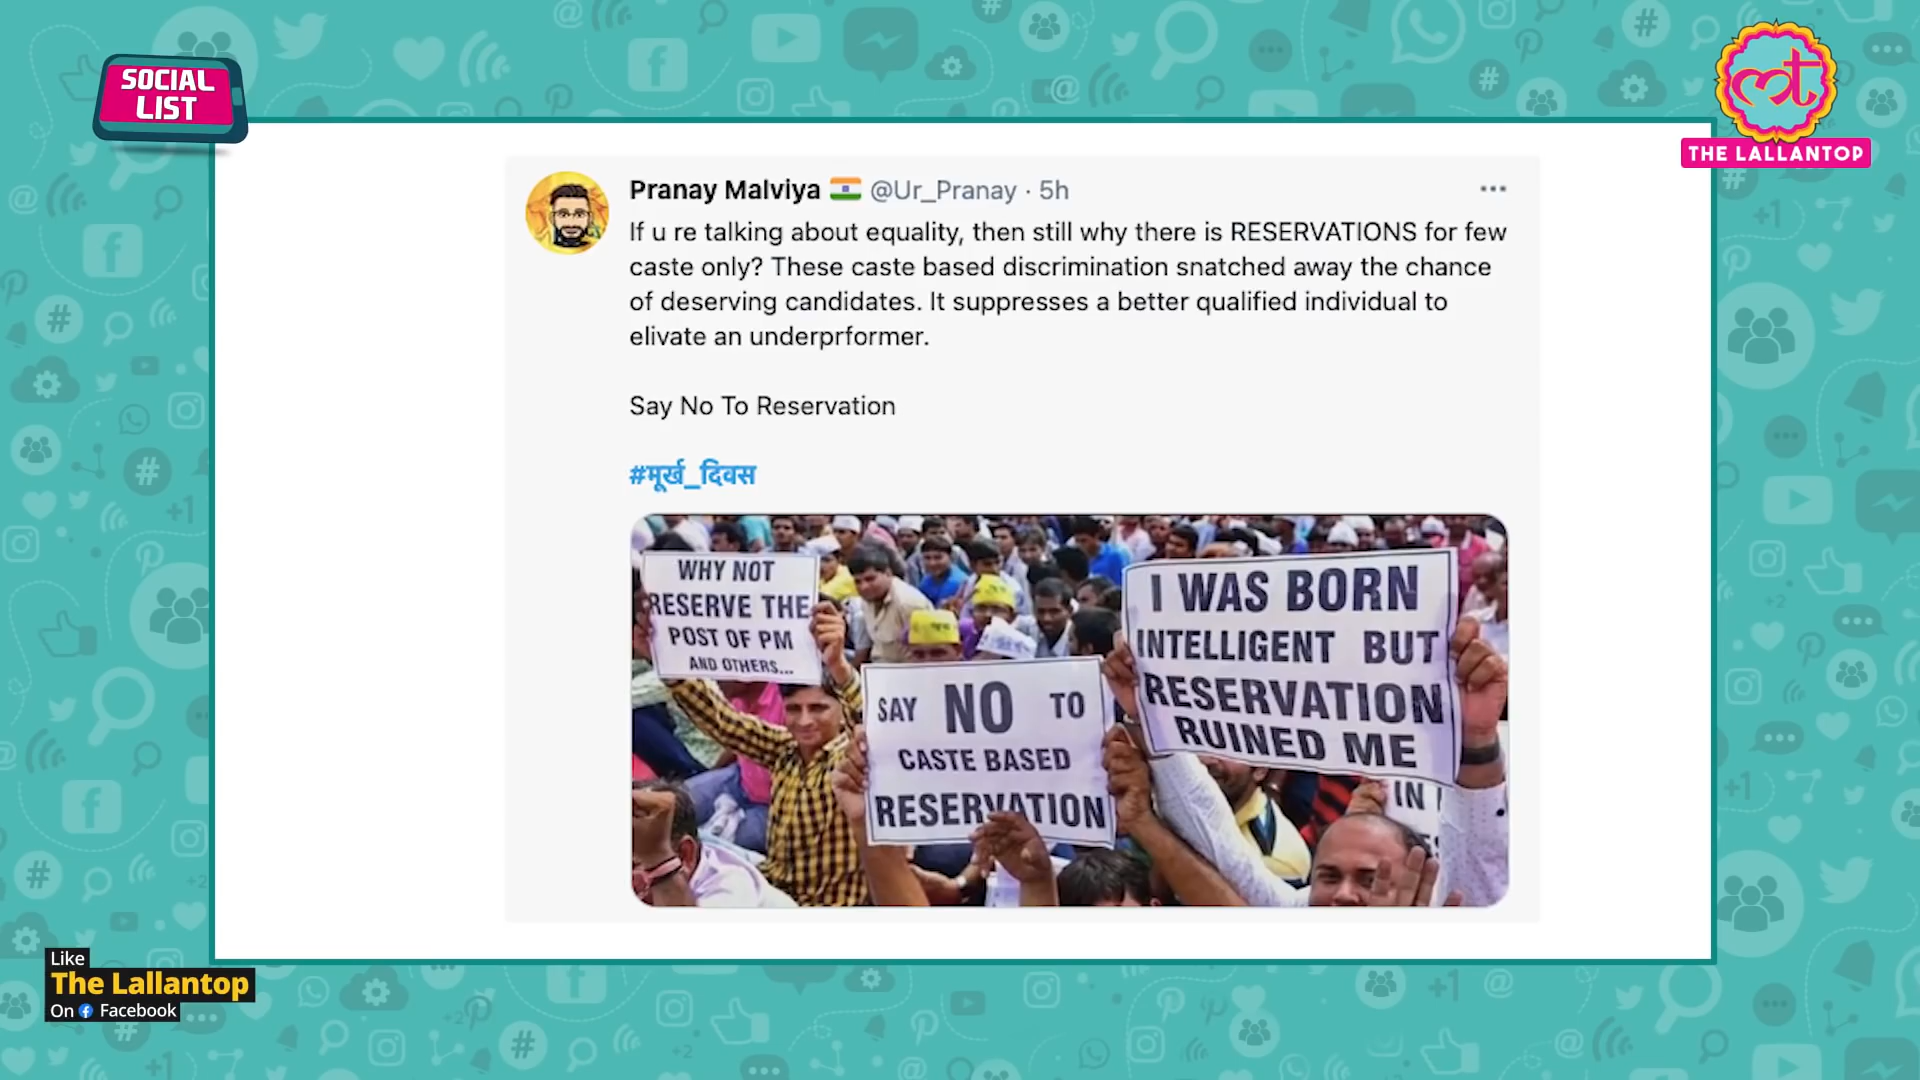 SOCIAL
LIST
THE LALLANTOP
Pranay Malviya @Ur_Pranay · 5h
If u re talking about equality, then still why there is RESERVATIONS for few
caste only? These caste based discrimination snatched away the chance
of deserving candidates. It suppresses a better qualified individual to
elivate an underprformer.
Say No To Reservation
#मूर्ख_दिवस
WHY NOT
RESERVE THE
POST OF PM
AND OTHERS...
SAY NO TO
CASTE BASED
RESERVATION
I WAS BORN
INTELLIGENT BUT
RESERVATION
RUINED ME
IN
Like
The Lallantop
On Facebook